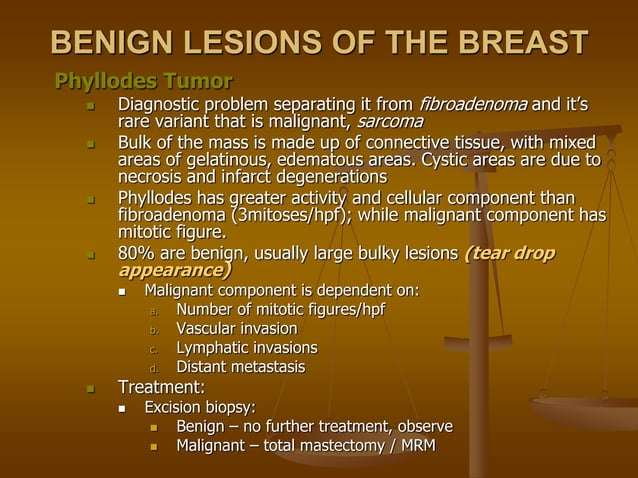 BENIGN LESIONS OF THE BREAST
Phyllodes Tumor
Diagnostic problem separating it from fibroadenoma and it's
rare variant that is malignant, sarcoma
Bulk of the mass is made up of connective tissue, with mixed
areas of gelatinous, edematous areas. Cystic areas are due to
necrosis and infarct degenerations
Phyllodes has greater activity and cellular component than
fibroadenoma (3mitoses/hpf); while malignant component has
mitotic figure.
80% are benign, usually large bulky lesions (tear drop
appearance)
Malignant component is dependent on:
a. Number of mitotic figures/hpf
b. Vascular invasion
c. Lymphatic invasions
d. Distant metastasis
Treatment:
Excision biopsy:
Benign – no further treatment, observe
Malignant – total mastectomy / MRM